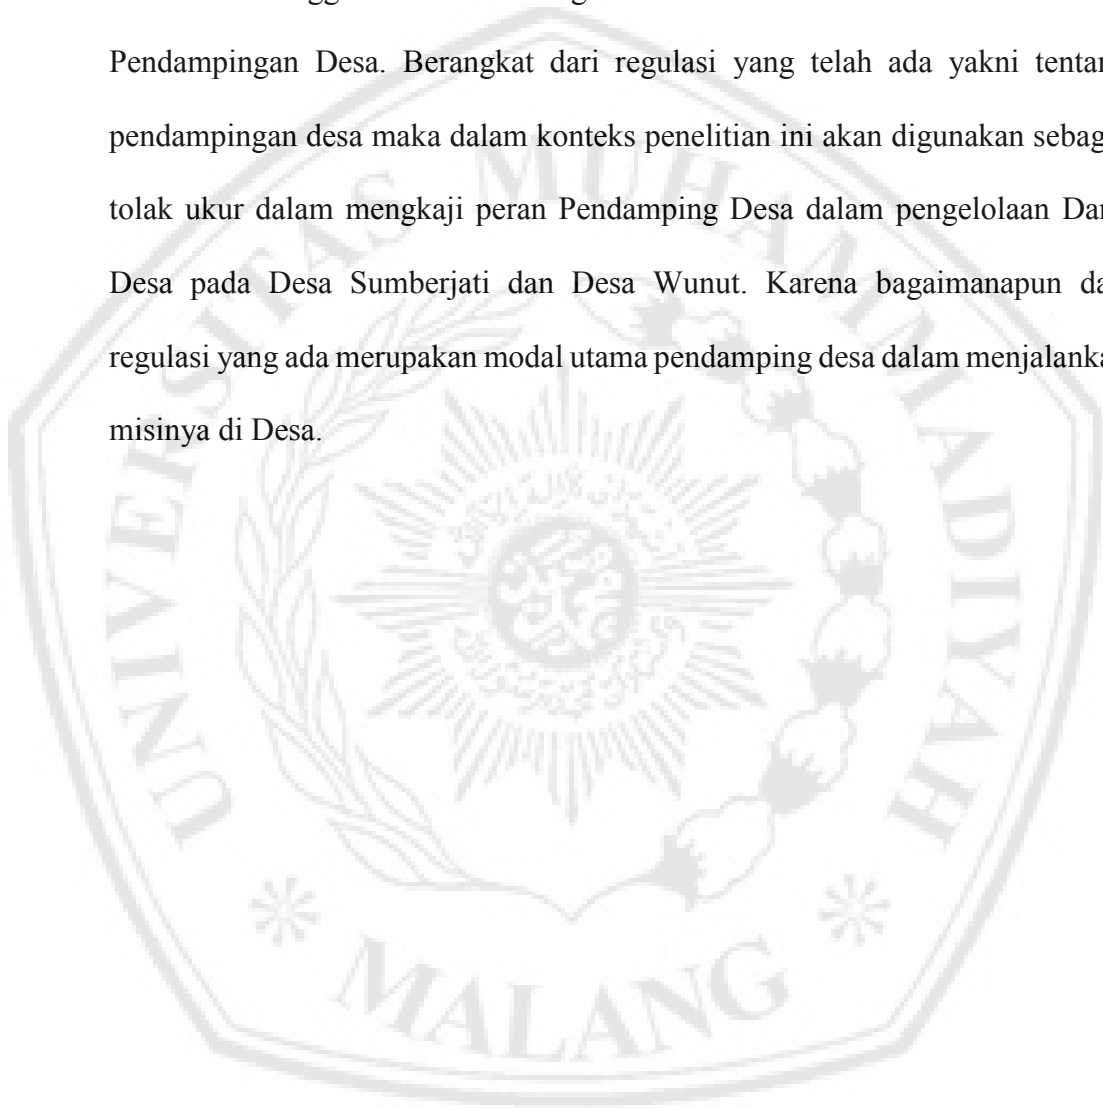 Pendampingan Desa. Berangkat dari regulasi yang telah ada yakni tentan
pendampingan desa maka dalam konteks penelitian ini akan digunakan sebag
tolak ukur dalam mengkaji peran Pendamping Desa dalam pengelolaan Dan
Desa pada Desa Sumberjati dan Desa Wunut. Karena bagaimanapun da
regulasi yang ada merupakan modal utama pendamping desa dalam menjalanka
misinya di Desa.
UNIVERSITAS MUHAMMADIYAH
MALANG